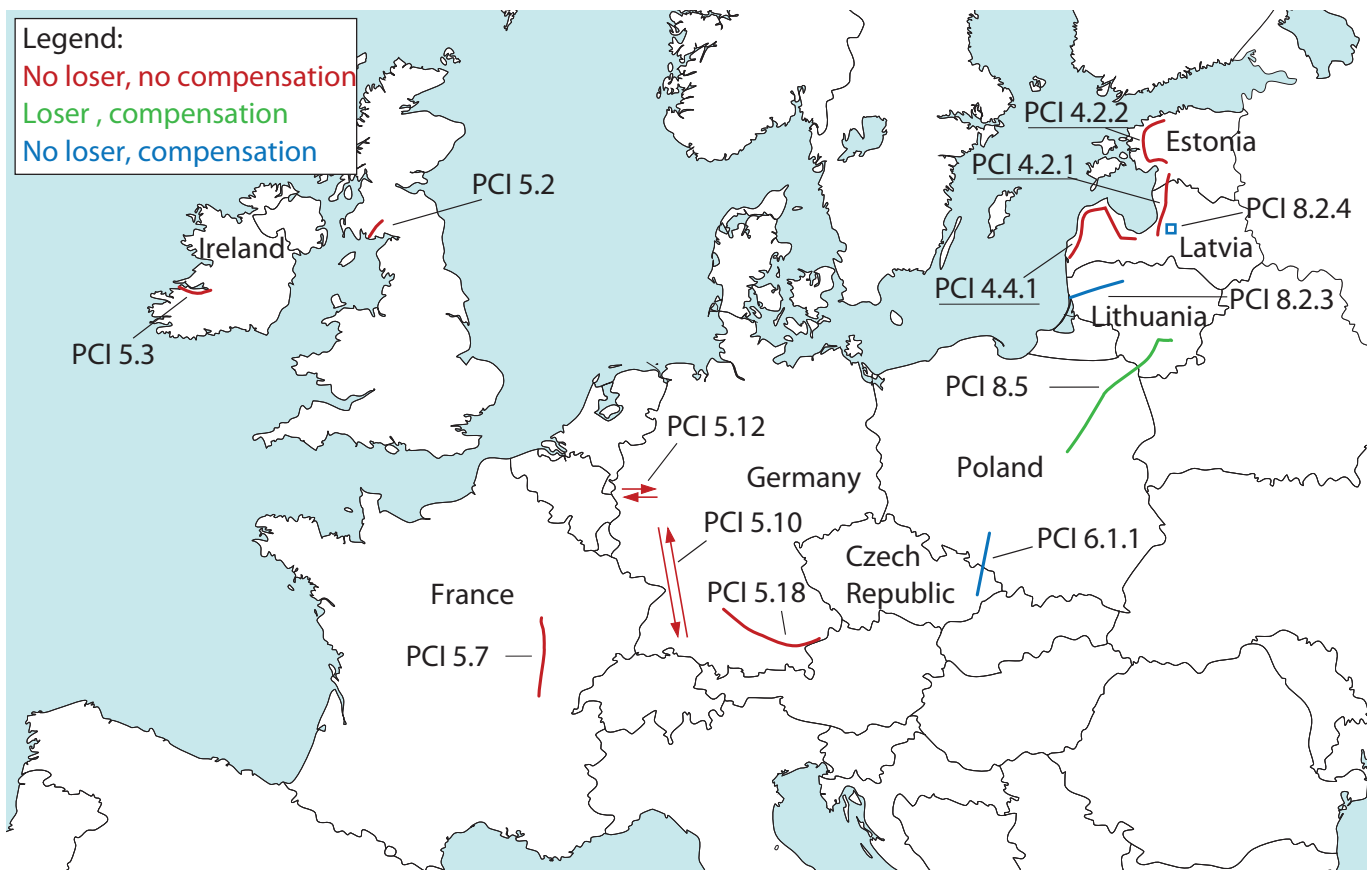 Legend:
No loser, no compensation
Loser , compensation
No loser, compensation
PCI 4.2.2
Estonia
PCI 4.2.1
PCI 5.2
PCI 8.2.4
Ireland
Latvia
PCI 4.4.1
PCI 8.2.3
Lithuania
PCI 5.3
PCI 8.5
PCI 5.12
Poland
Germany
PCI 5.10
PCI 6.1.1
Czech
Republic
France
PCI 5.18
PCI 5.7